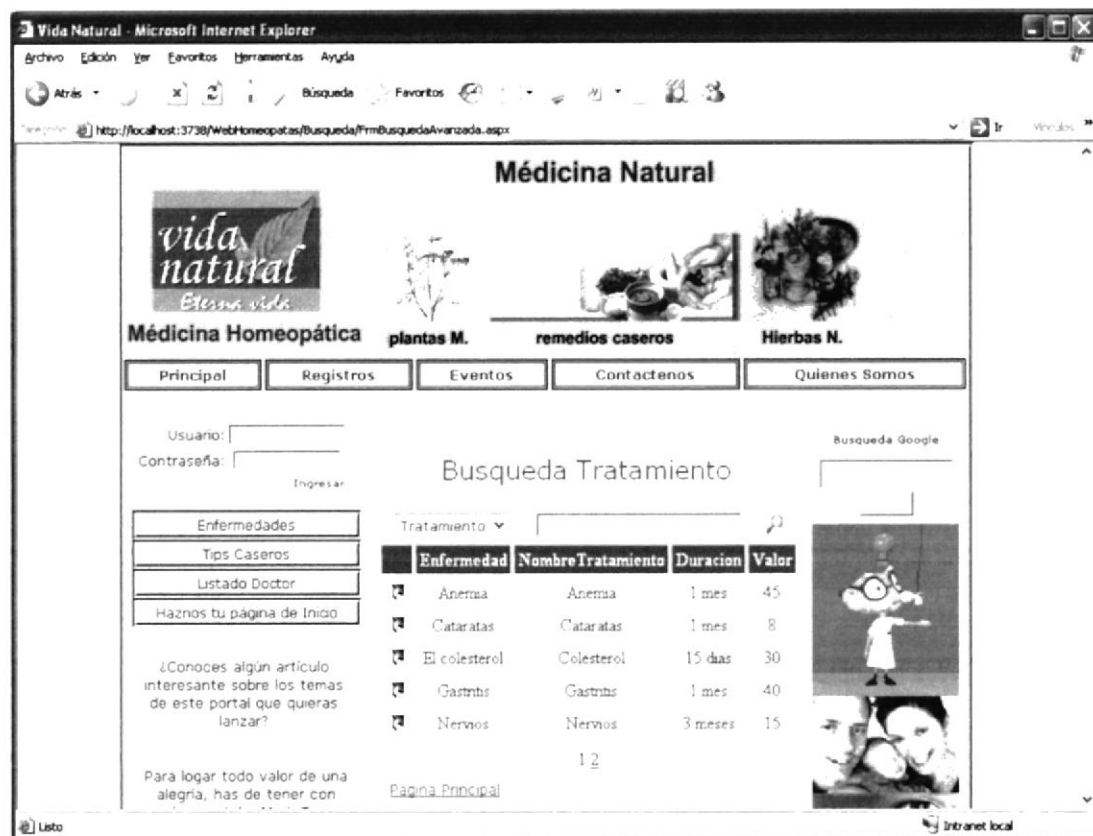 Vida Natural - Microsoft Internet Explorer
Archivo Edición Ver Favoritos Herramientas Ayuda
Atrás Búsqueda Favoritos
Dirección http://localhost:3738/WebHomeopatas/Busqueda/FrmBusquedaAvanzada.aspx Ir Vínculos »
Médicina Natural
vida
natural
Eterna vida
Médicina Homeopática plantas M. remedios caseros Hierbas N.
Principal Registros Eventos Contactenos Quienes Somos
Usuario:
Contraseña:
Ingresar
Busqueda Google
Busqueda Tratamiento
Tratamiento
Enfermedades
Tips Caseros
Listado Doctor
Haznos tu página de Inicio
Enfermedad NombreTratamiento Duracion Valor
Anemia Anemia 1 mes 45
Cataratas Cataratas 1 mes 8
El colesterol Colesterol 15 dias 30
Gastritis Gastritis 1 mes 40
Nervios Nervios 3 meses 15
1 2
Pagina Principal
¿Conoces algún artículo
interesante sobre los temas
de este portal que quieras
lanzar?
Para logar todo valor de una
alegría, has de tener con
Listo Intranet local